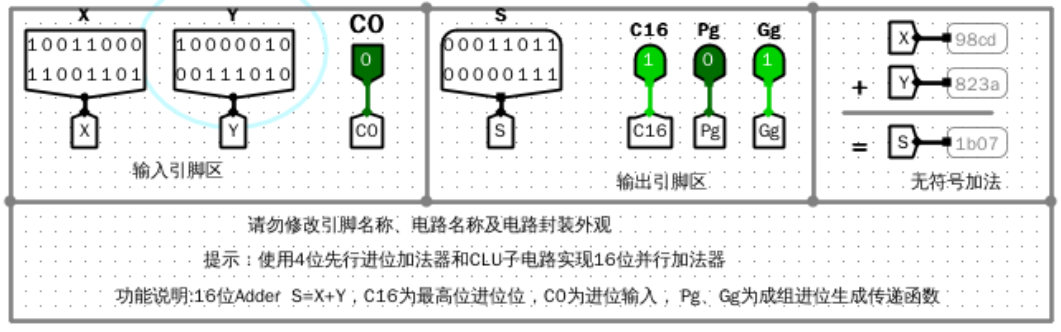 X Y CO S C16 Pg Gg
10011000 10000010 0 00011011 1 0 1 X 98cd
11001101 00111010 00000111 + Y 823a
X Y CO S C16 Pg Gg = S 1b07
输入引脚区 输出引脚区 无符号加法
请勿修改引脚名称、电路名称及电路封装外观
提示：使用4位先行进位加法器和CLU子电路实现16位并行加法器
功能说明:16位Adder S=X+Y，C16为最高位进位位，CO为进位输入，Pg、Gg为成组进位生成传递函数